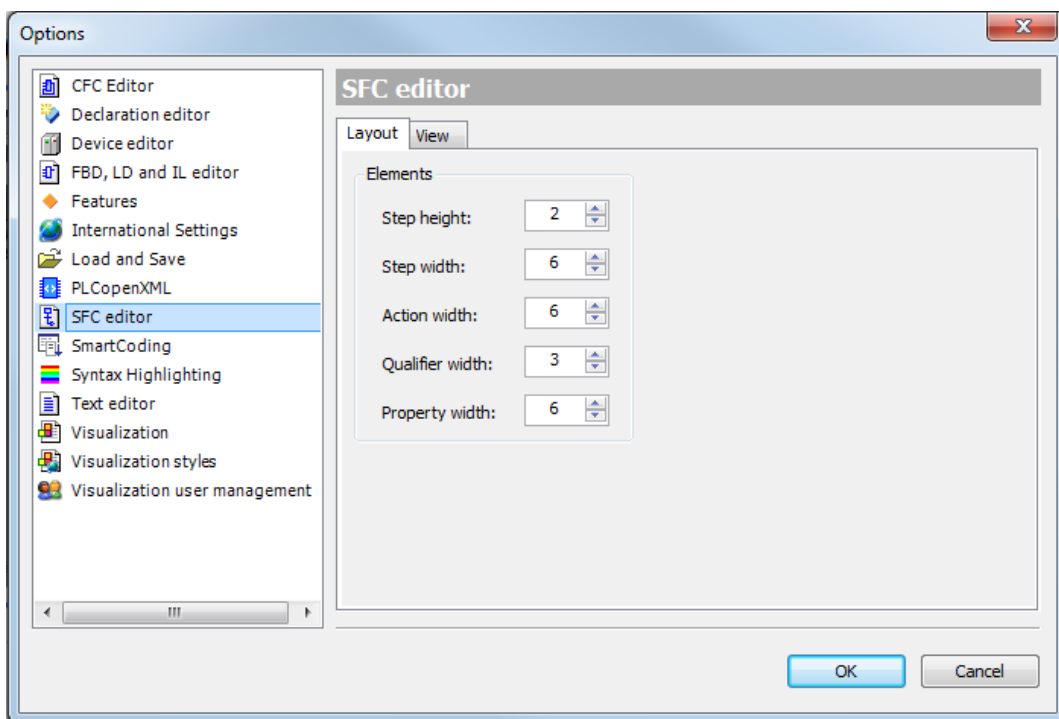 Options
CFC Editor
Declaration editor
Device editor
FBD, LD and IL editor
Features
International Settings
Load and Save
PLCopenXML
SFC editor
SmartCoding
Syntax Highlighting
Text editor
Visualization
Visualization styles
Visualization user management
SFC editor
Layout View
Elements
Step height: 2
Step width: 6
Action width: 6
Qualifier width: 3
Property width: 6
OK Cancel